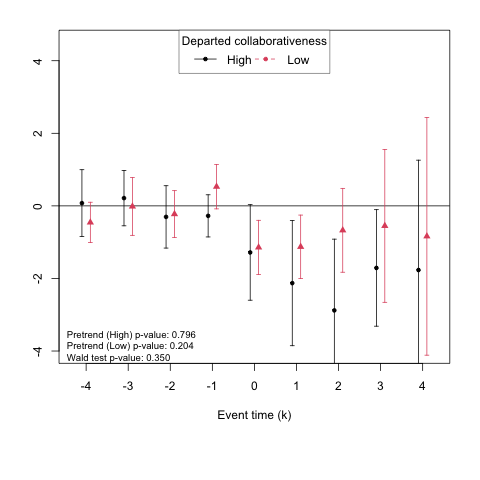 Departed collaborativeness
High Low
4
2
0
-2
-4
Pretrend (High) p-value: 0.796
Pretrend (Low) p-value: 0.204
Wald test p-value: 0.350
-4 -3 -2 -1 0 1 2 3 4
Event time (k)